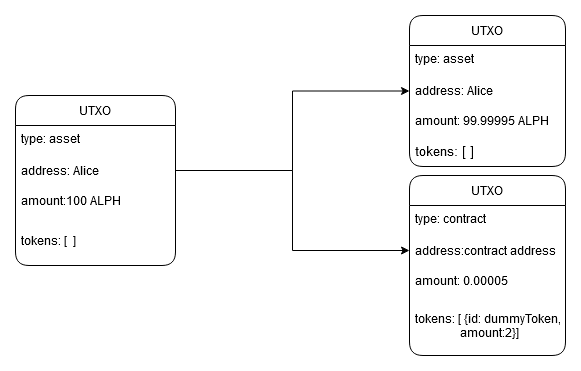 UTXO
type: asset
address: Alice
amount:100 ALPH
tokens: [ ]
UTXO
type: asset
address: Alice
amount: 99.99995 ALPH
tokens: [ ]
UTXO
type: contract
address:contract address
amount: 0.00005
tokens: [ {id: dummyToken,
amount:2}]